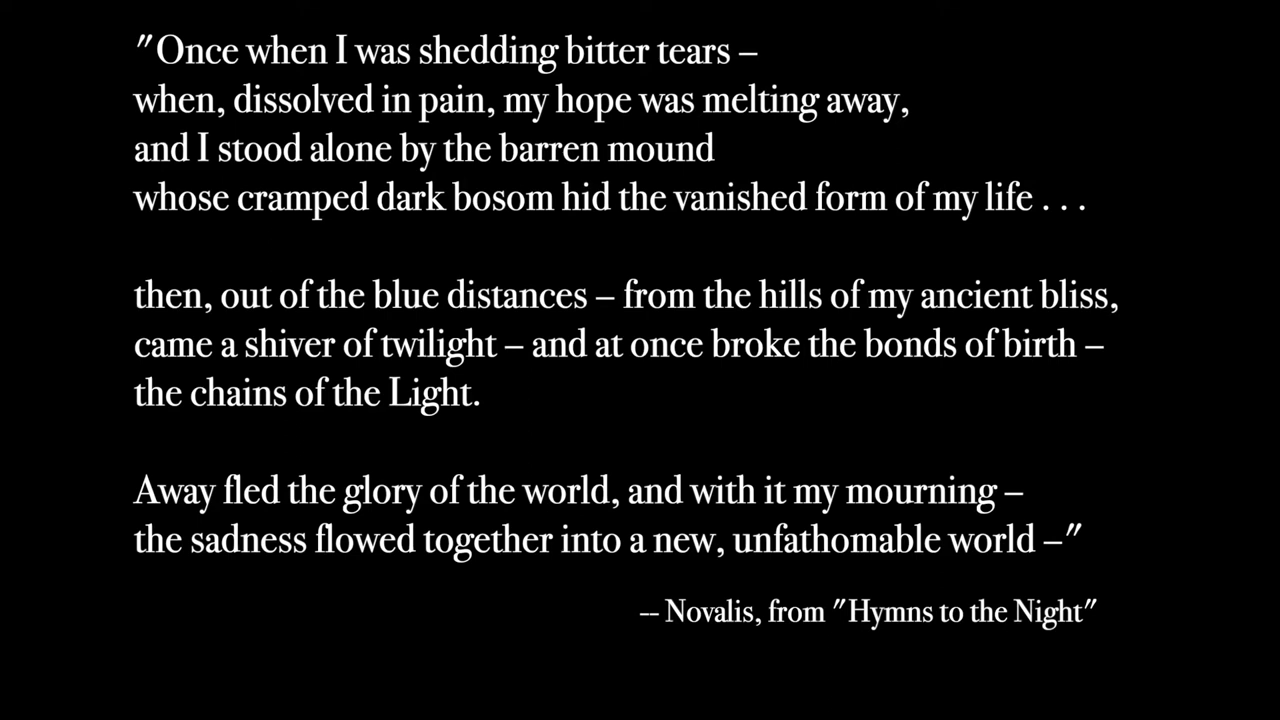 "Once when I was shedding bitter tears –
when, dissolved in pain, my hope was melting away,
and I stood alone by the barren mound
whose cramped dark bosom hid the vanished form of my life . . .
then, out of the blue distances – from the hills of my ancient bliss,
came a shiver of twilight – and at once broke the bonds of birth –
the chains of the Light.
Away fled the glory of the world, and with it my mourning –
the sadness flowed together into a new, unfathomable world –"
-- Novalis, from "Hymns to the Night"